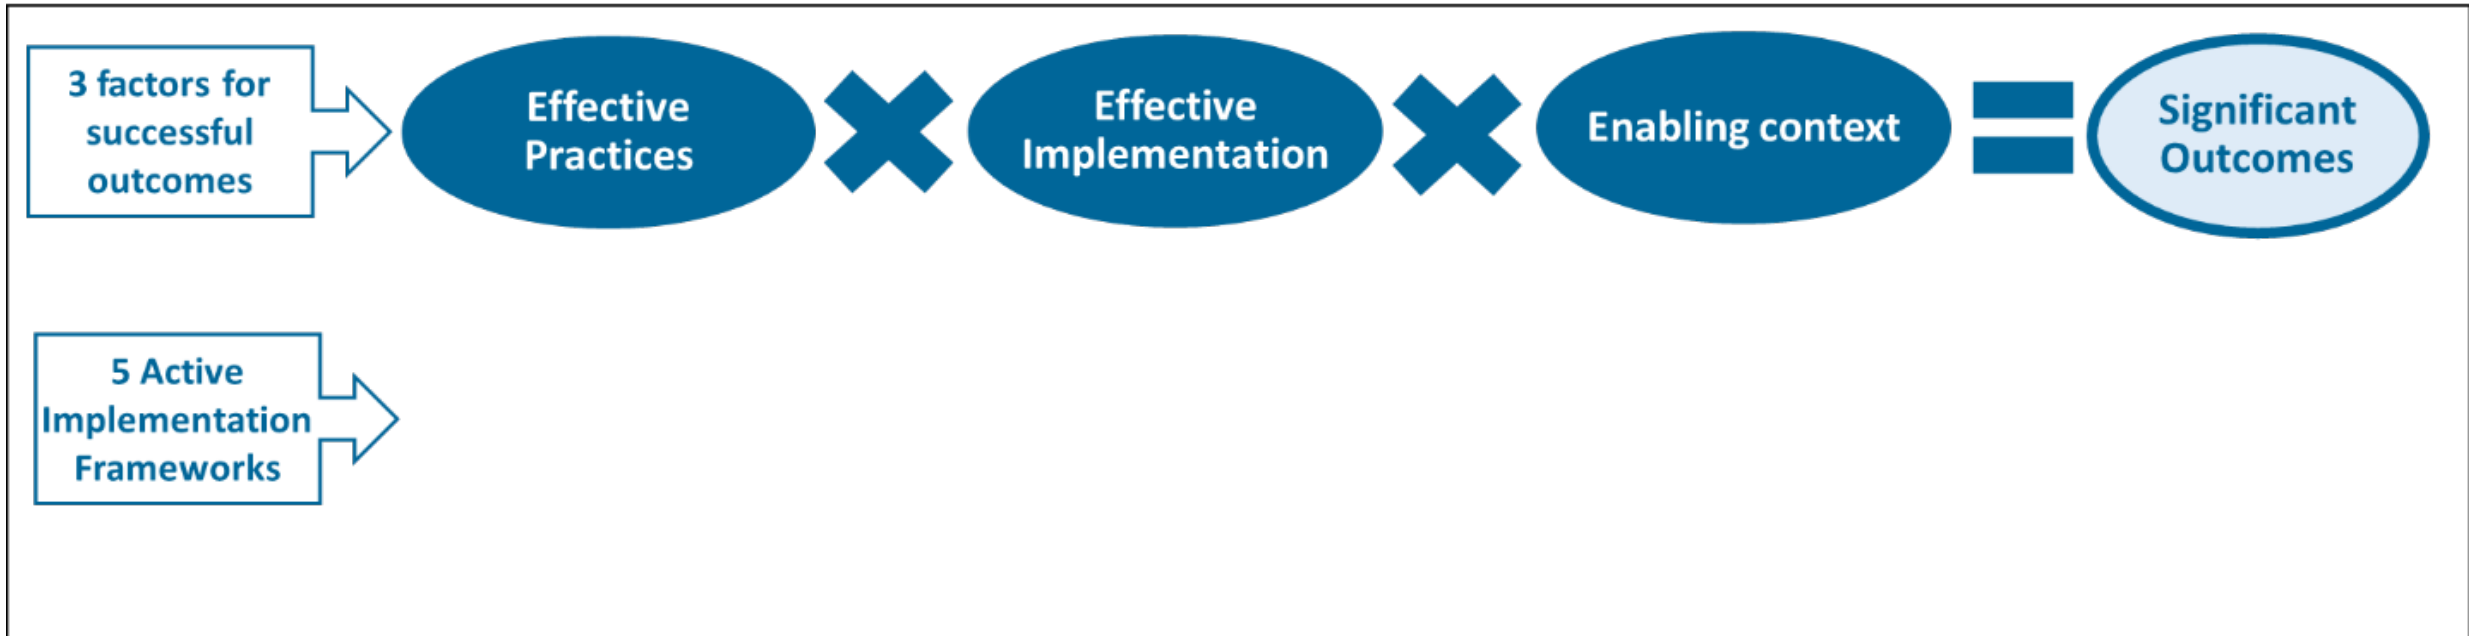 3 factors for
successful
outcomes
Effective
Practices
Effective
Implementation
Enabling context
Significant
Outcomes
5 Active
Implementation
Frameworks